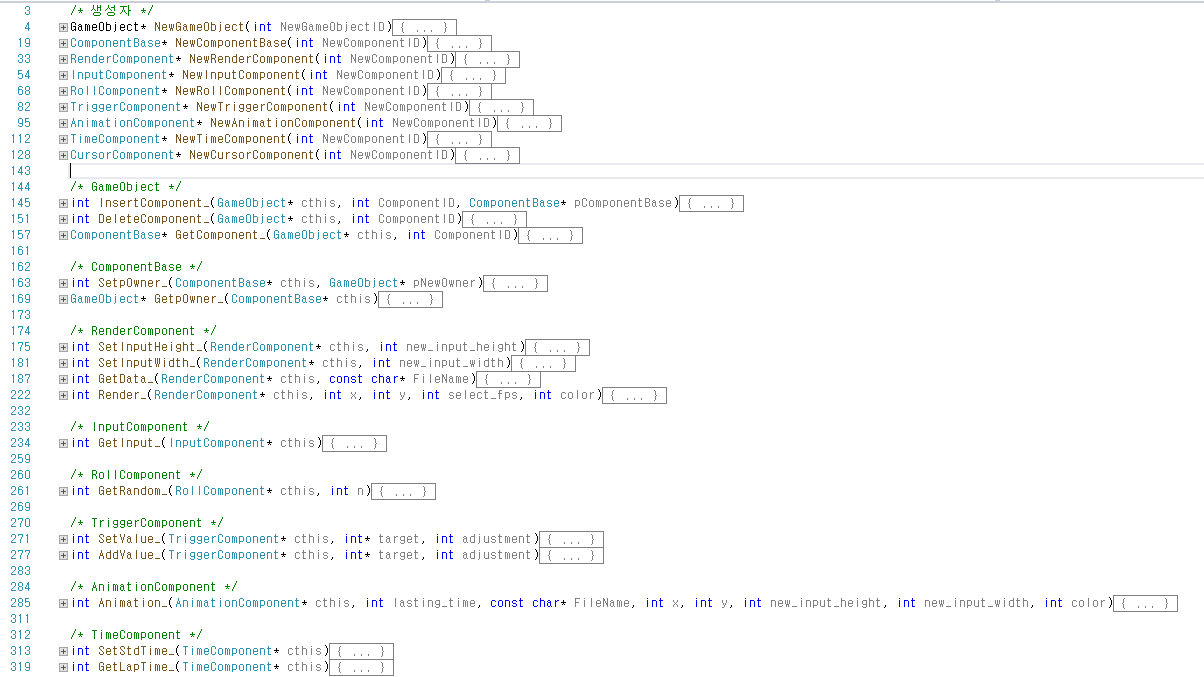 3 /* 생성자 */
4 GameObject* NewGameObject(int NewGameObjectID){ ... }
19 ComponentBase* NewComponentBase(int NewComponentID){ ... }
33 RenderComponent* NewRenderComponent(int NewComponentID){ ... }
54 InputComponent* NewInputComponent(int NewComponentID){ ... }
68 RollComponent* NewRollComponent(int NewComponentID){ ... }
82 TriggerComponent* NewTriggerComponent(int NewComponentID){ ... }
95 AnimationComponent* NewAnimationComponent(int NewComponentID){ ... }
112 TimeComponent* NewTimeComponent(int NewComponentID){ ... }
128 CursorComponent* NewCursorComponent(int NewComponentID){ ... }
143
144 /* GameObject */
145 int InsertComponent_(GameObject* cthis, int ComponentID, ComponentBase* pComponentBase){ ... }
151 int DeleteComponent_(GameObject* cthis, int ComponentID){ ... }
157 ComponentBase* GetComponent_(GameObject* cthis, int ComponentID){ ... }
161
162 /* ComponentBase */
163 int SetpOwner_(ComponentBase* cthis, GameObject* pNewOwner){ ... }
169 GameObject* GetpOwner_(ComponentBase* cthis){ ... }
173
174 /* RenderComponent */
175 int SetInputHeight_(RenderComponent* cthis, int new_input_height){ ... }
181 int SetInputWidth_(RenderComponent* cthis, int new_input_width){ ... }
187 int GetData_(RenderComponent* cthis, const char* FileName){ ... }
222 int Render_(RenderComponent* cthis, int x, int y, int select_fps, int color){ ... }
232
233 /* InputComponent */
234 int GetInput_(InputComponent* cthis){ ... }
259
260 /* RollComponent */
261 int GetRandom_(RollComponent* cthis, int n){ ... }
269
270 /* TriggerComponent */
271 int SetValue_(TriggerComponent* cthis, int* target, int adjustment){ ... }
277 int AddValue_(TriggerComponent* cthis, int* target, int adjustment){ ... }
283
284 /* AnimationComponent */
285 int Animation_(AnimationComponent* cthis, int lasting_time, const char* FileName, int x, int y, int new_input_height, int new_input_width, int color){ ... }
311
312 /* TimeComponent */
313 int SetStdTime_(TimeComponent* cthis){ ... }
319 int GetLapTime_(TimeComponent* cthis){ ... }